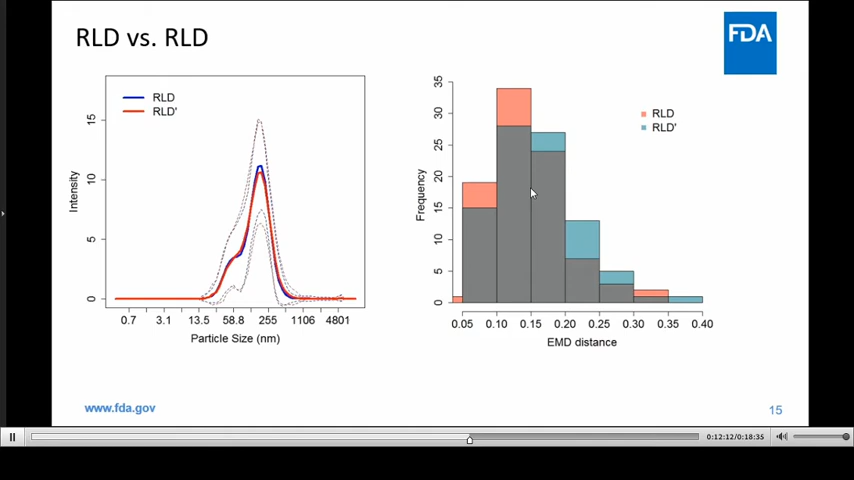 RLD vs. RLD
FDA
RLD
RLD'
15
10
5
0
Intensity
0.7 3.1 13.5 58.8 255 1106 4801
Particle Size (nm)
35
30
25
20
15
10
5
0
Frequency
RLD
RLD'
0.05 0.10 0.15 0.20 0.25 0.30 0.35 0.40
EMD distance
www.fda.gov
15
0:12:12/0:18:35